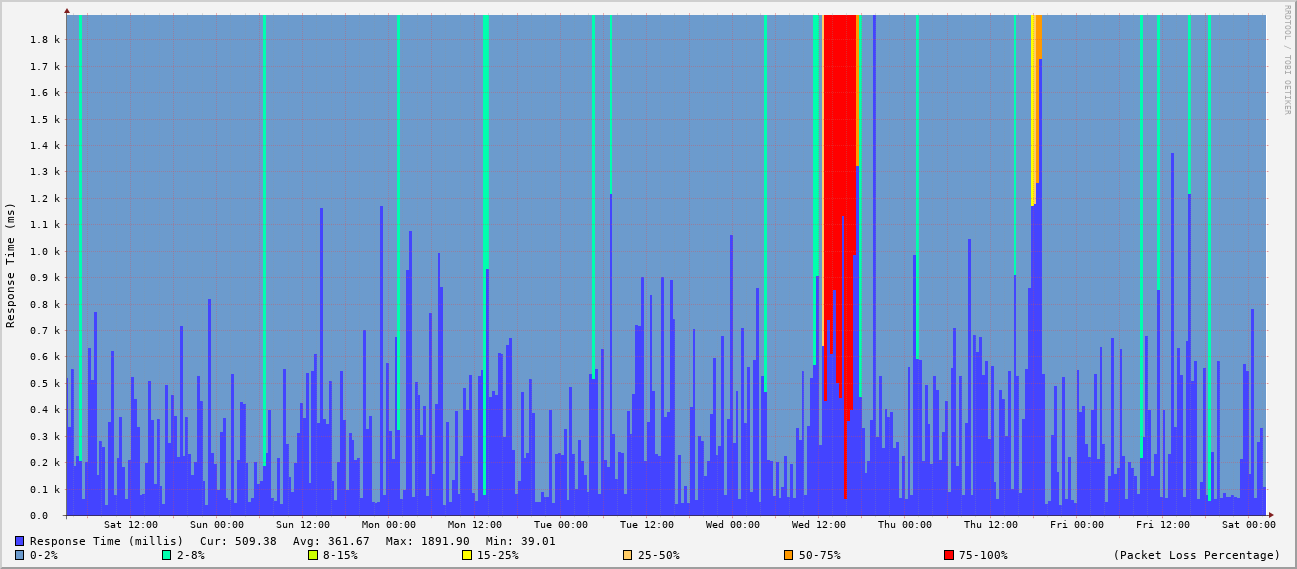 RRDTOOL / TOBI OETIKER
Response Time (ms)
1.8 k
1.7 k
1.6 k
1.5 k
1.4 k
1.3 k
1.2 k
1.1 k
1.0 k
0.9 k
0.8 k
0.7 k
0.6 k
0.5 k
0.4 k
0.3 k
0.2 k
0.1 k
0.0
Sat 12:00 Sun 00:00 Sun 12:00 Mon 00:00 Mon 12:00 Tue 00:00 Tue 12:00 Wed 00:00 Wed 12:00 Thu 00:00 Thu 12:00 Fri 00:00 Fri 12:00 Sat 00:00
Response Time (millis) Cur: 509.38 Avg: 361.67 Max: 1891.90 Min: 39.01
0-2% 2-8% 8-15% 15-25% 25-50% 50-75% 75-100% (Packet Loss Percentage)